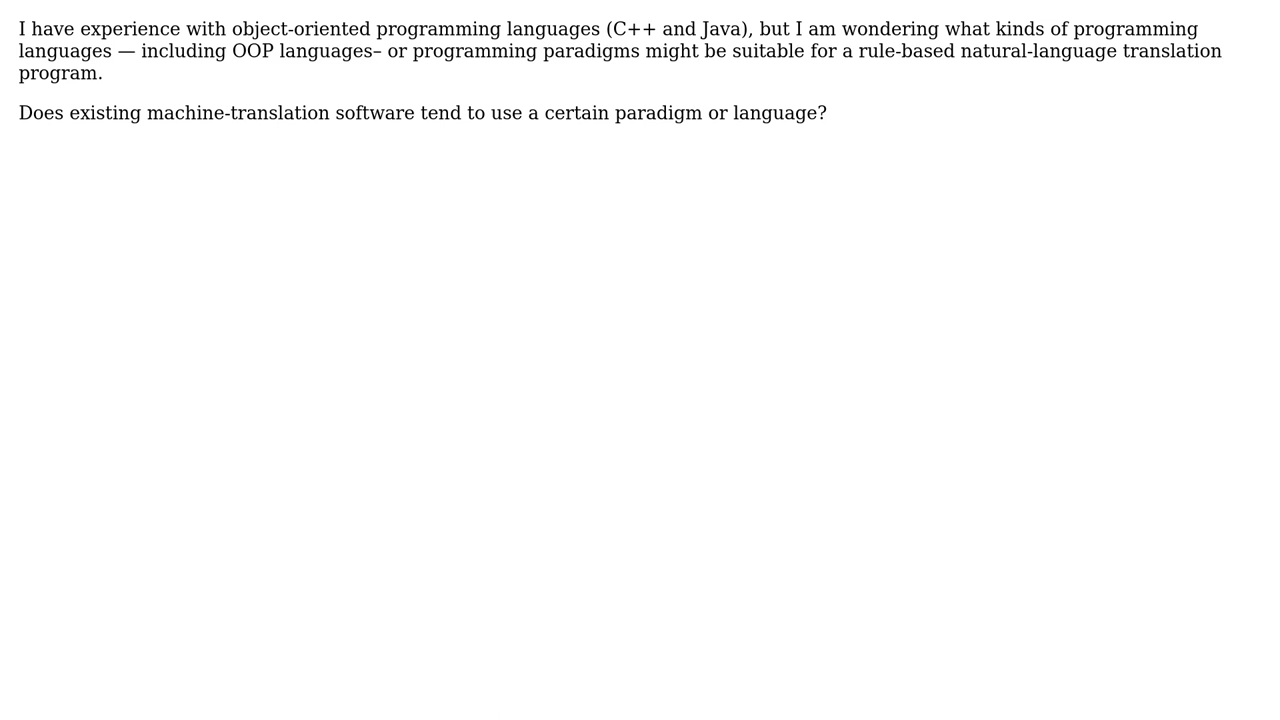 I have experience with object-oriented programming languages (C++ and Java), but I am wondering what kinds of programming
languages — including OOP languages– or programming paradigms might be suitable for a rule-based natural-language translation
program.
Does existing machine-translation software tend to use a certain paradigm or language?